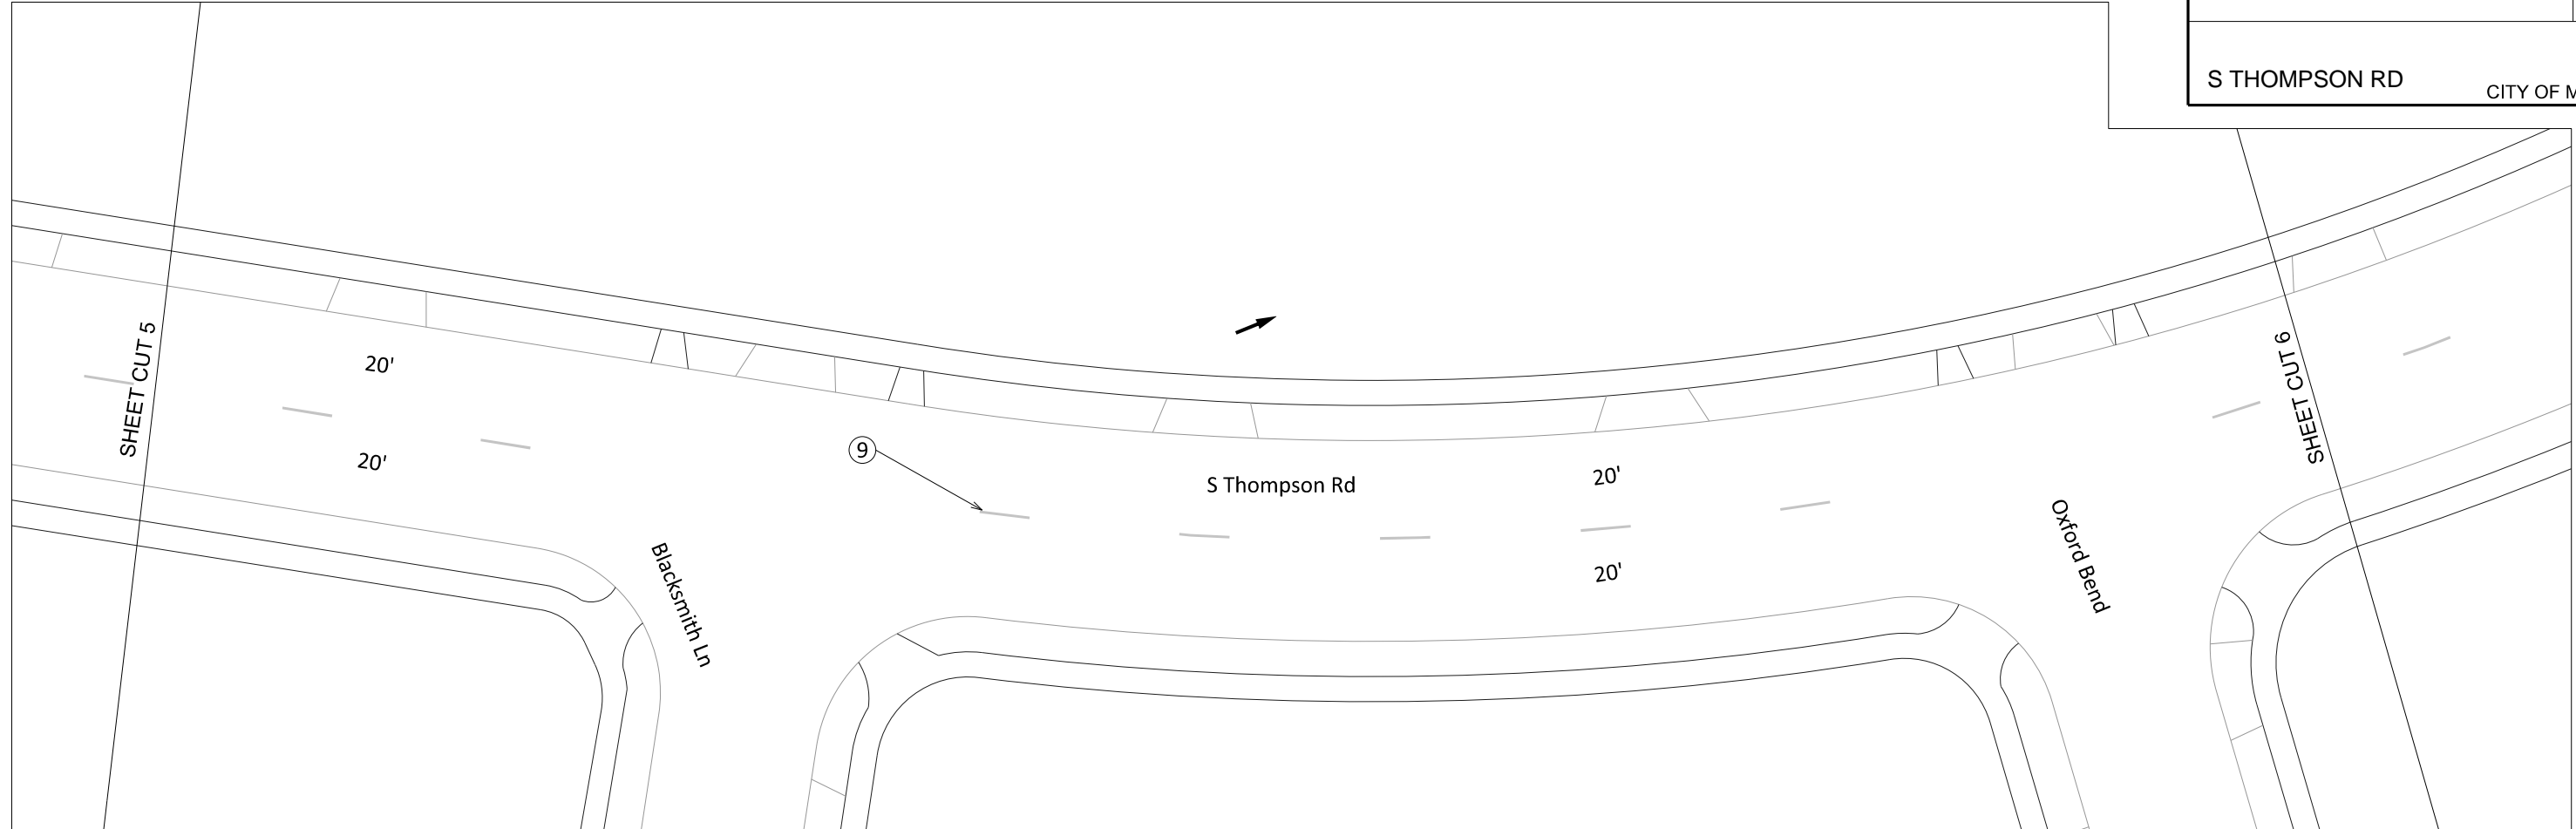 S THOMPSON RD
CITY OF M
SHEET CUT 5
20'
20'
9
S Thompson Rd
20'
20'
Blacksmith Ln
Oxford Bend
SHEET CUT 6